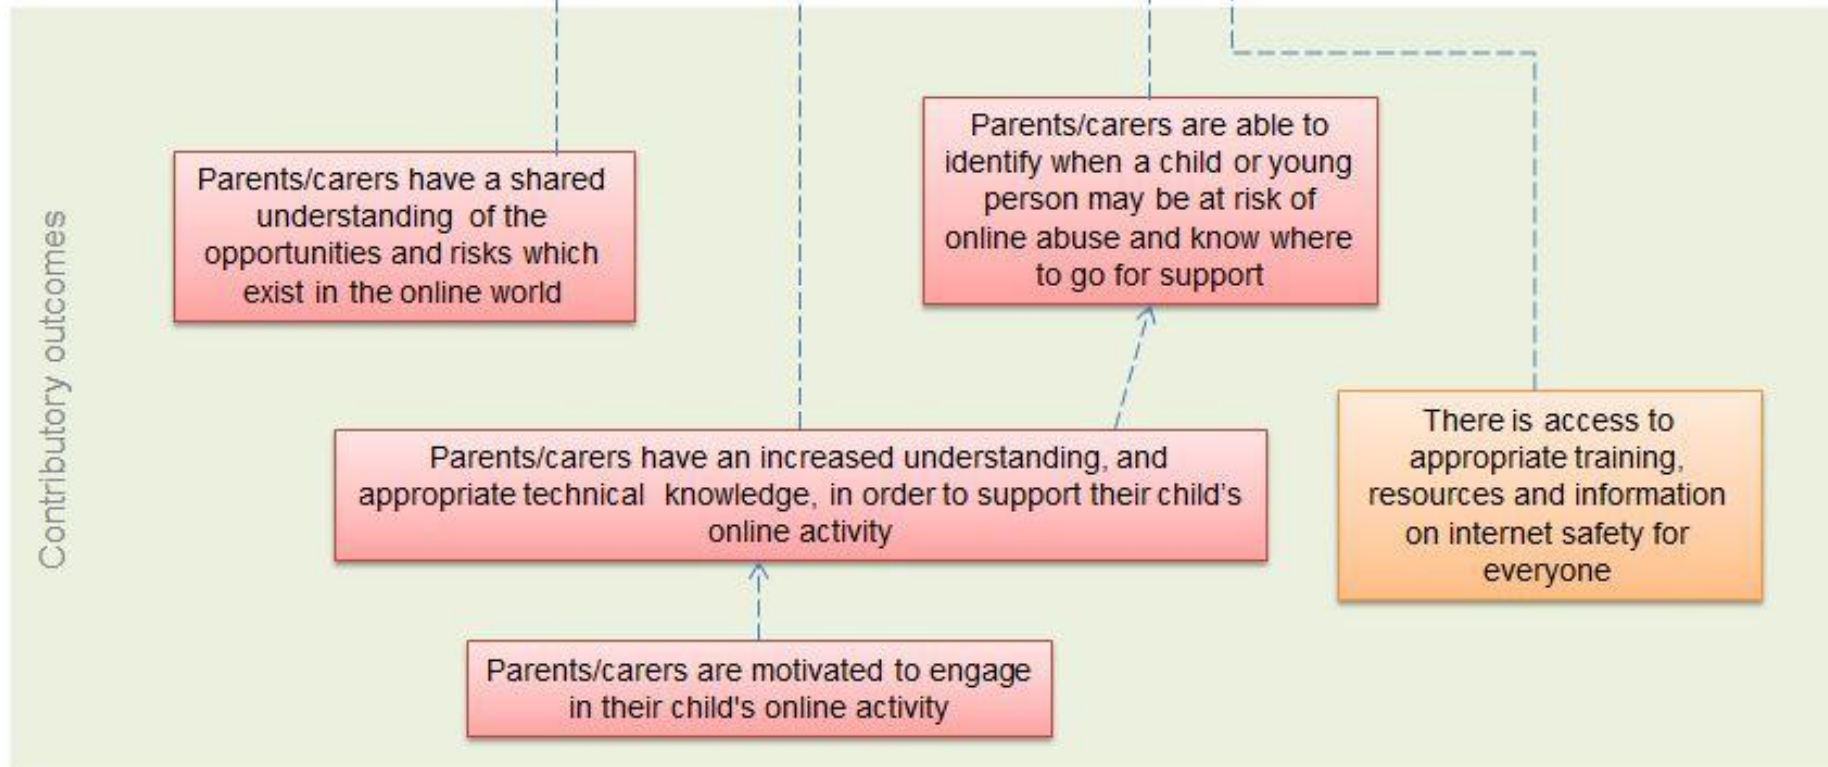 Contributory outcomes
Parents/carers have a shared
understanding of the
opportunities and risks which
exist in the online world
Parents/carers are able to
identify when a child or young
person may be at risk of
online abuse and know where
to go for support
Parents/carers have an increased understanding, and
appropriate technical knowledge, in order to support their child’s
online activity
There is access to
appropriate training,
resources and information
on internet safety for
everyone
Parents/carers are motivated to engage
in their child's online activity